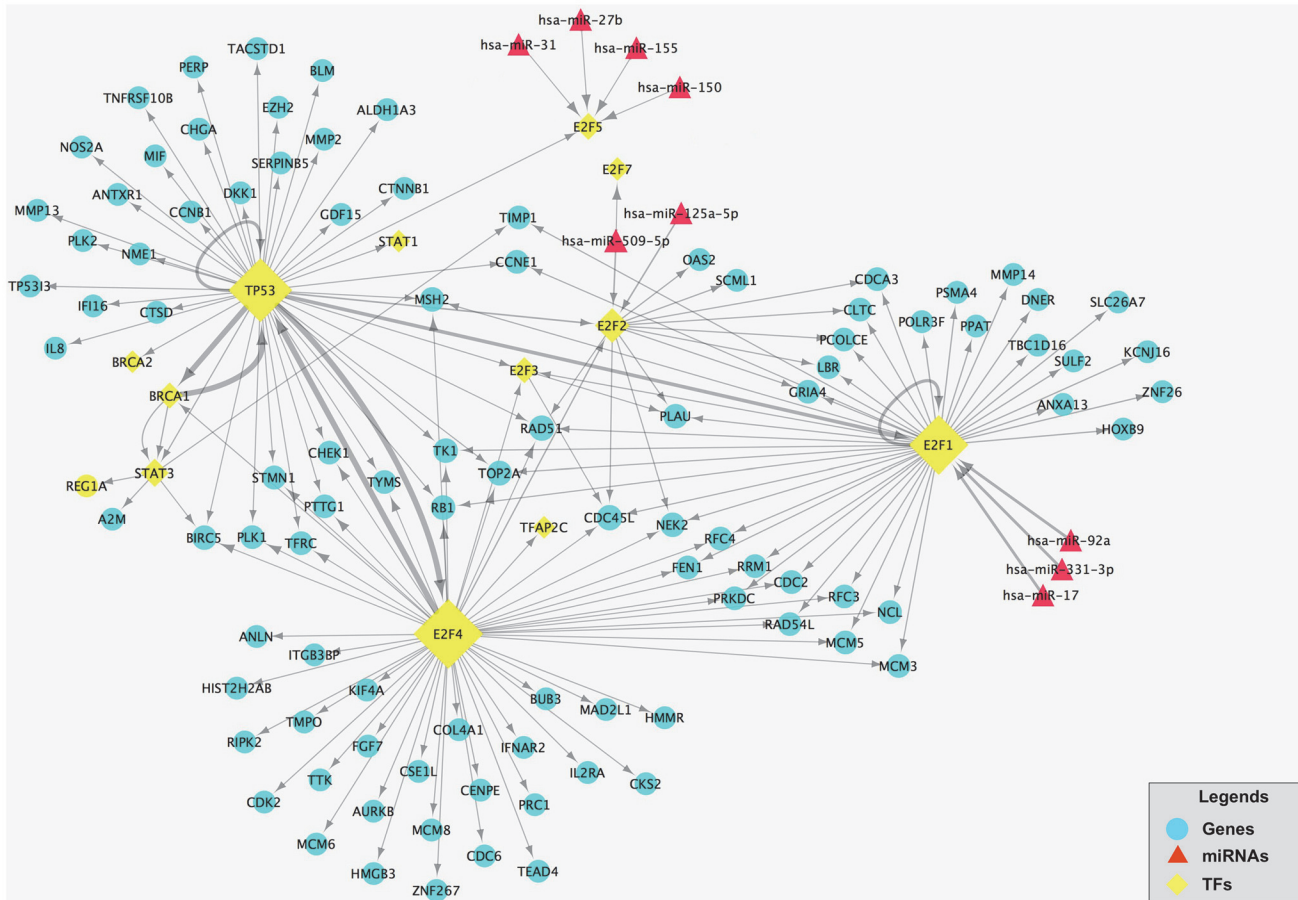 hsa-miR-27b
hsa-miR-31
hsa-miR-155
TACSTD1
PERP
BLM
hsa-miR-150
TNFRSF10B
EZH2
ALDH1A3
E2F5
CHGA
MMP2
NOS2A
MIF
SERPINB5
E2F7
ANTXR1
DKK1
CTNNB1
MMP13
CCNB1
GDF15
TIMP1
hsa-miR-125a-5p
PLK2
NME1
STAT1
hsa-miR-509-5p
CCNE1
OAS2
SCML1
CDCA3
MMP14
TP53I3
TP53
MSH2
PSMA4
DNER
SLC26A7
IFI16
CTSD
CLTC
POLR3F
PPAT
E2F2
PCOLCE
TBC1D16
IL8
BRCA2
LBR
SULF2
KCNJ16
E2F3
BRCA1
GRIA4
ANXA13
ZNF26
PLAU
RAD51
E2F1
HOXB9
CHEK1
TK1
STAT3
STMN1
TYMS
TOP2A
REG1A
PTTG1
RB1
A2M
CDC45L
TFAP2C
NEK2
BIRC5
PLK1
TFRC
RFC4
hsa-miR-92a
FEN1
RRM1
hsa-miR-331-3p
CDC2
PRKDC
RFC3
hsa-miR-17
NCL
RAD54L
E2F4
ANLN
MCM5
ITGB3BP
MCM3
HIST2H2AB
KIF4A
BUB3
MAD2L1
HMMR
TMPO
COL4A1
RIPK2
FGF7
IFNAR2
CSE1L
IL2RA
TTK
CKS2
CENPE
CDK2
AURKB
PRC1
MCM8
MCM6
CDC6
HMGB3
TEAD4
ZNF267
Legends
Genes
miRNAs
TFs